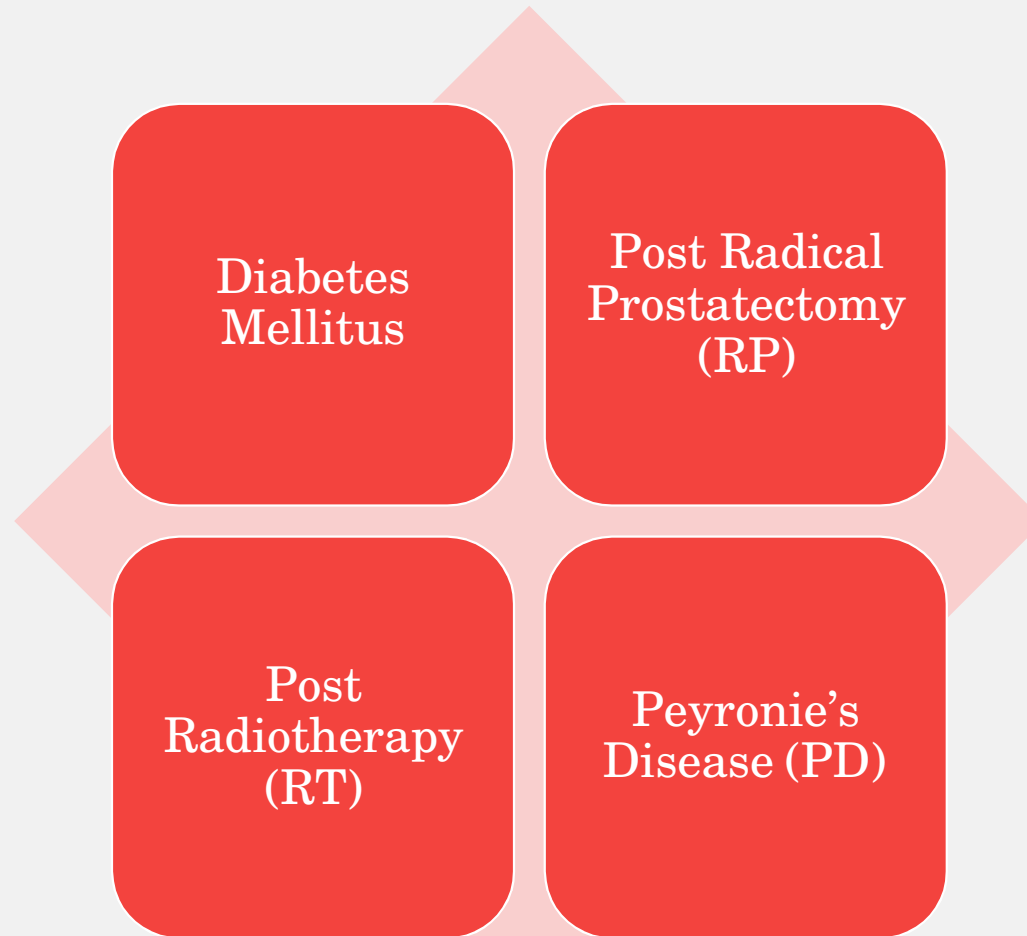 Diabetes
Mellitus
Post Radical
Prostatectomy
(RP)
Post
Radiotherapy
(RT)
Peyronie’s
Disease (PD)